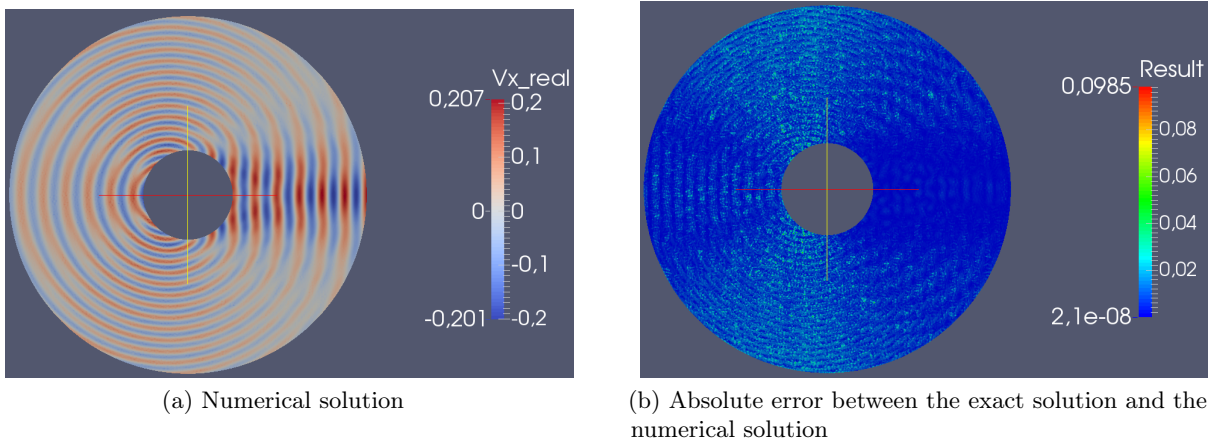 Vx_real
0,207
0,2
0,1
0
0
-0,1
-0,201
-0,2
(a) Numerical solution
Result
0,0985
0,08
0,06
0,04
0,02
2,1e-08
(b) Absolute error between the exact solution and the
numerical solution